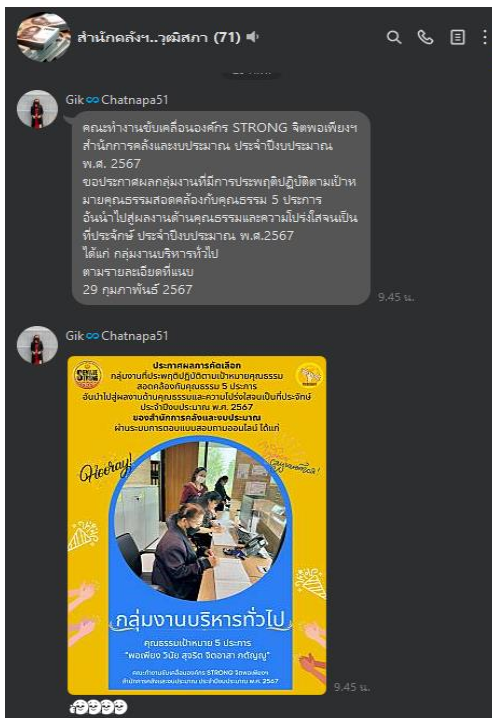 สำนักคลังฯ..วุฒิสภา (71)
Gik Chatnapa51
คณะทำงานขับเคลื่อนองค์กร STRONG จิตพอเพียงฯ
สำนักการคลังและงบประมาณ ประจำปีงบประมาณ
พ.ศ. 2567
ขอประกาศผลกลุ่มงานที่มีการประพฤติปฏิบัติตามเป้าห
มายคุณธรรมสอดคล้องกับคุณธรรม 5 ประการ
อันนำไปสู่ผลงานด้านคุณธรรมและความโปร่งใสจนเป็น
ที่ประจักษ์ ประจำปีงบประมาณ พ.ศ.2567
ได้แก่ กลุ่มงานบริหารทั่วไป
ตามรายละเอียดที่แนบ
29 กุมภาพันธ์ 2567
9.45 น.
Gik Chatnapa51
ประกาศผลการคัดเลือก
กลุ่มงานที่ประพฤติปฏิบัติตามเป้าหมายคุณธรรม
สอดคล้องกับคุณธรรม 5 ประการ
อันนำไปสู่ผลงานด้านคุณธรรมและความโปร่งใสจนเป็นที่ประจักษ์
ประจำปีงบประมาณ พ.ศ. 2567
ของสำนักการคลังและงบประมาณ
ผ่านระบบการตอบแบบสอบถามออนไลน์ ได้แก่
Hooray!
กลุ่มงานบริหารทั่วไป
คุณธรรมเป้าหมาย 5 ประการ
"พอเพียง วินัย สุจริต จิตอาสา กตัญญู"
คณะทำงานขับเคลื่อนองค์กร STRONG จิตพอเพียงฯ
สำนักการคลังและงบประมาณ ประจำปีงบประมาณ พ.ศ. 2567
9.45 น.